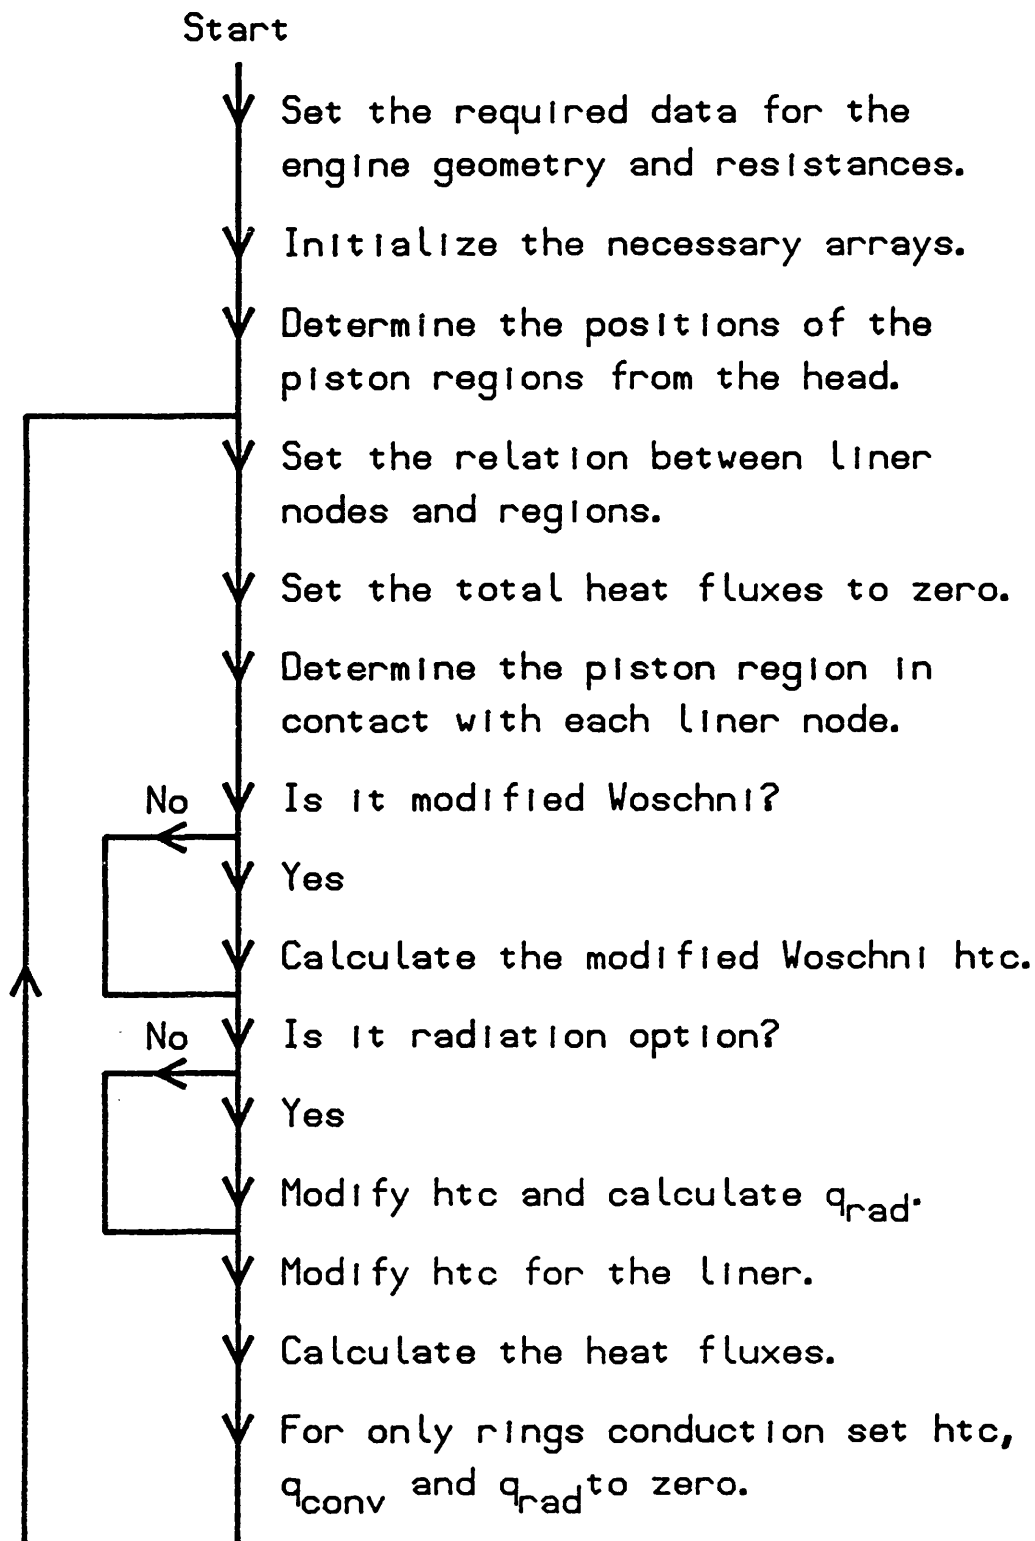 Start
Set the required data for the
engine geometry and resistances.
Initialize the necessary arrays.
Determine the positions of the
piston regions from the head.
Set the relation between liner
nodes and regions.
Set the total heat fluxes to zero.
Determine the piston region in
contact with each liner node.
No
Is it modified Woschni?
Yes
Calculate the modified Woschni htc.
No
Is it radiation option?
Yes
Modify htc and calculate q_rad.
Modify htc for the liner.
Calculate the heat fluxes.
For only rings conduction set htc,
q_conv and q_rad to zero.